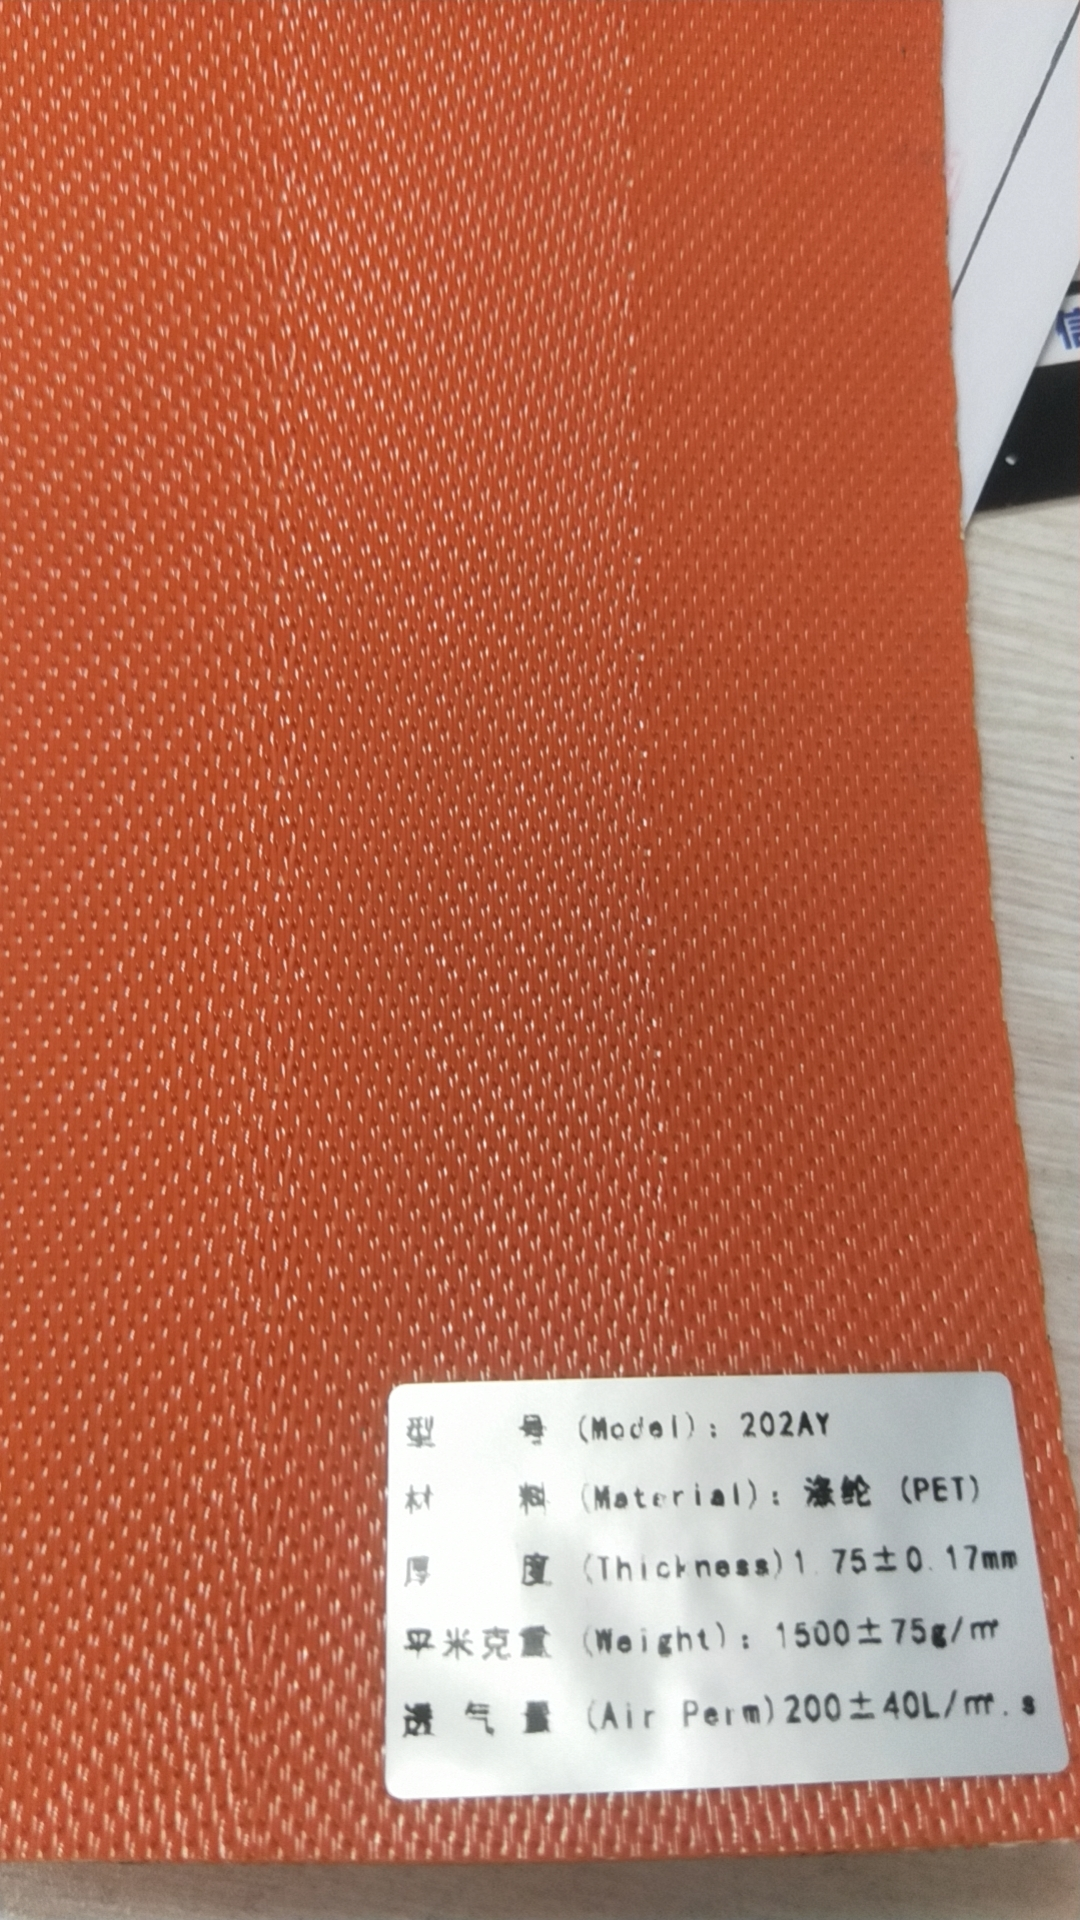 信
型 号 (Model): 202AY
材 料 (Material): 涤纶 (PET)
厚 度 (Thickness)1.75±0.17mm
平米克重 (Weight): 1500±75g/㎡
透 气 量 (Air Perm)200±40L/㎡.s